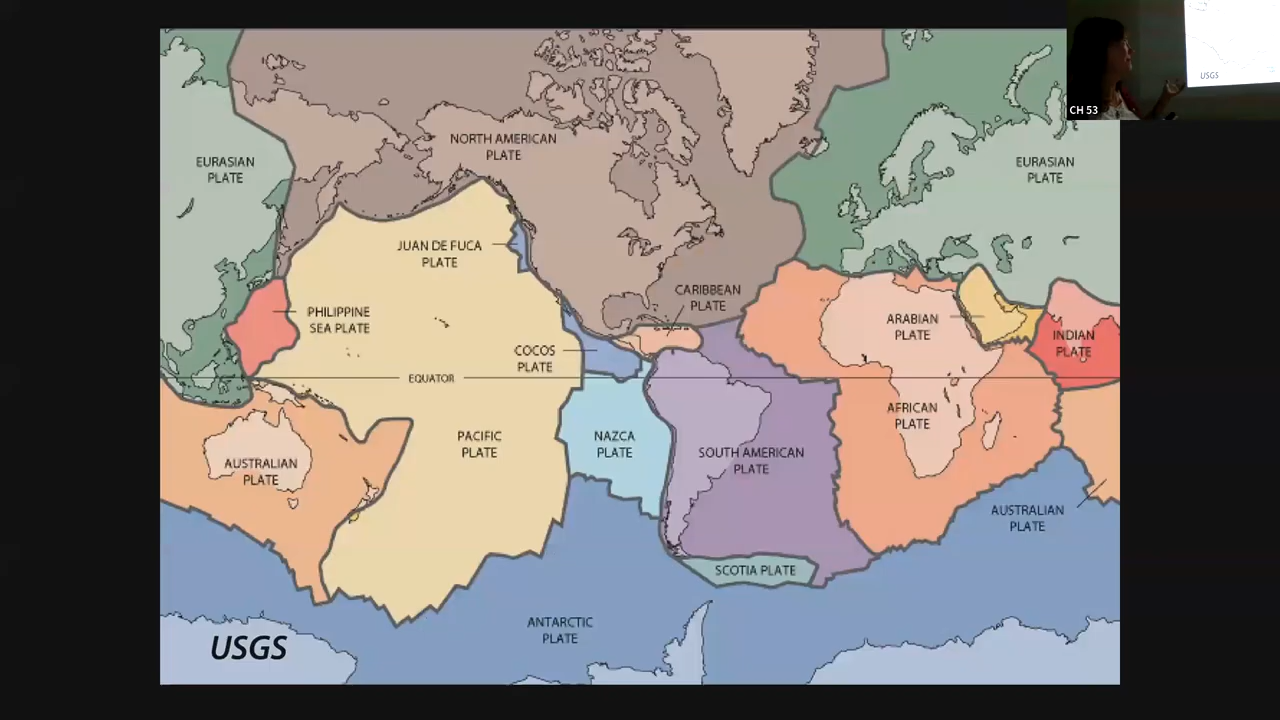 USGS
CH 53
NORTH AMERICAN
PLATE
EURASIAN
PLATE
EURASIAN
PLATE
JUAN DE FUCA
PLATE
CARIBBEAN
PLATE
PHILIPPINE
SEA PLATE
ARABIAN
PLATE
INDIAN
PLATE
COCOS
PLATE
EQUATOR
AFRICAN
PLATE
PACIFIC
PLATE
NAZCA
PLATE
SOUTH AMERICAN
PLATE
AUSTRALIAN
PLATE
AUSTRALIAN
PLATE
SCOTIA PLATE
ANTARCTIC
PLATE
USGS